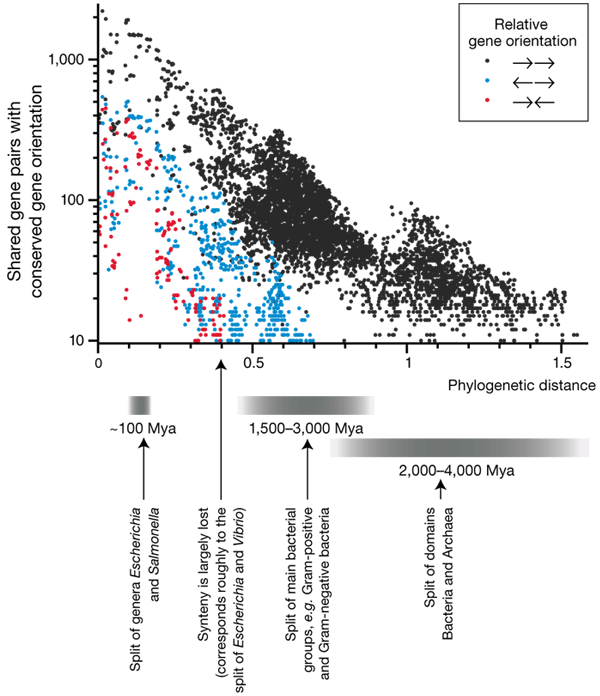 Relative
gene orientation
→→
←→
→←
Shared gene pairs with
conserved gene orientation
1,000
100
10
0
0.5
1
1.5
Phylogenetic distance
~100 Mya
1,500–3,000 Mya
2,000–4,000 Mya
Split of genera Escherichia
and Salmonella
Synteny is largely lost
(corresponds roughly to the
split of Escherichia and Vibrio)
Split of main bacterial
groups, e.g. Gram-positive
and Gram-negative bacteria
Split of domains
Bacteria and Archaea